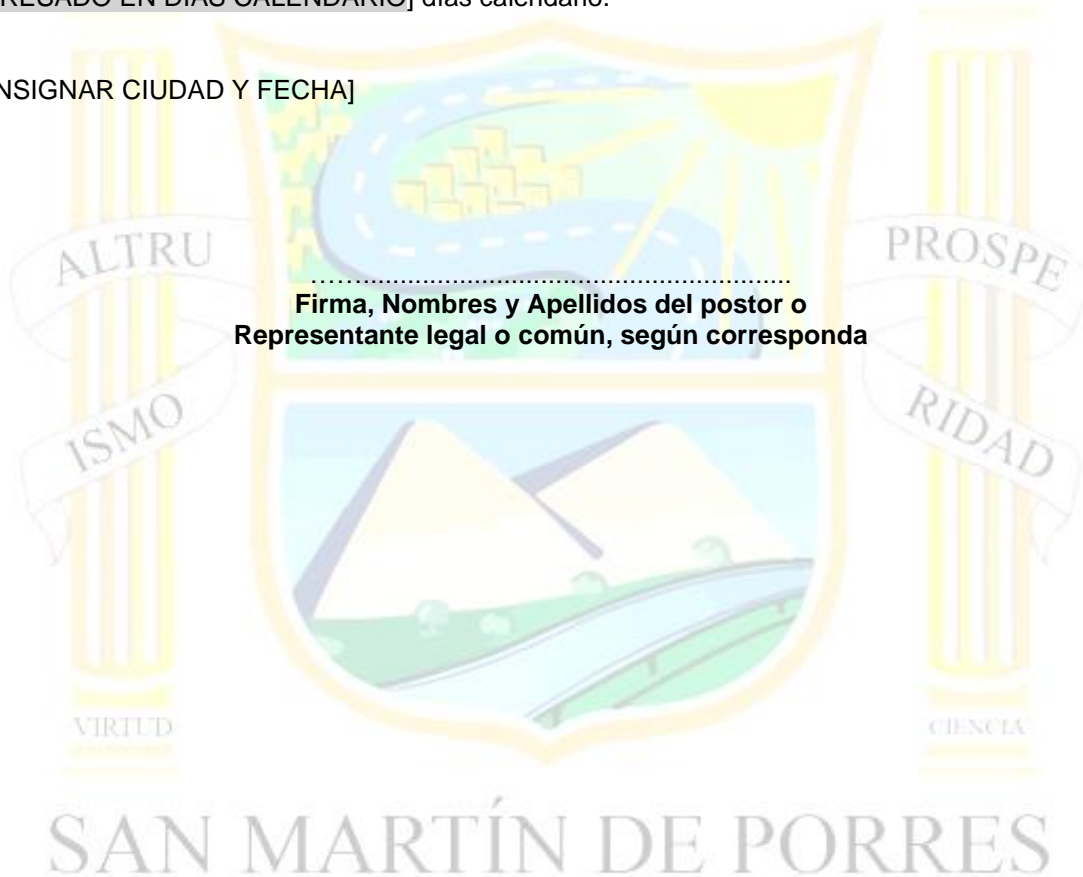 RESADO EN DÍAS CALENDARIO] días calendario.
NSIGNAR CIUDAD Y FECHA]
ALTRU
PROSPE
…...........................................................
Firma, Nombres y Apellidos del postor o
Representante legal o común, según corresponda
ISMO
RIDAD
VIRTUD
CIENCIA
SAN MARTÍN DE PORRES